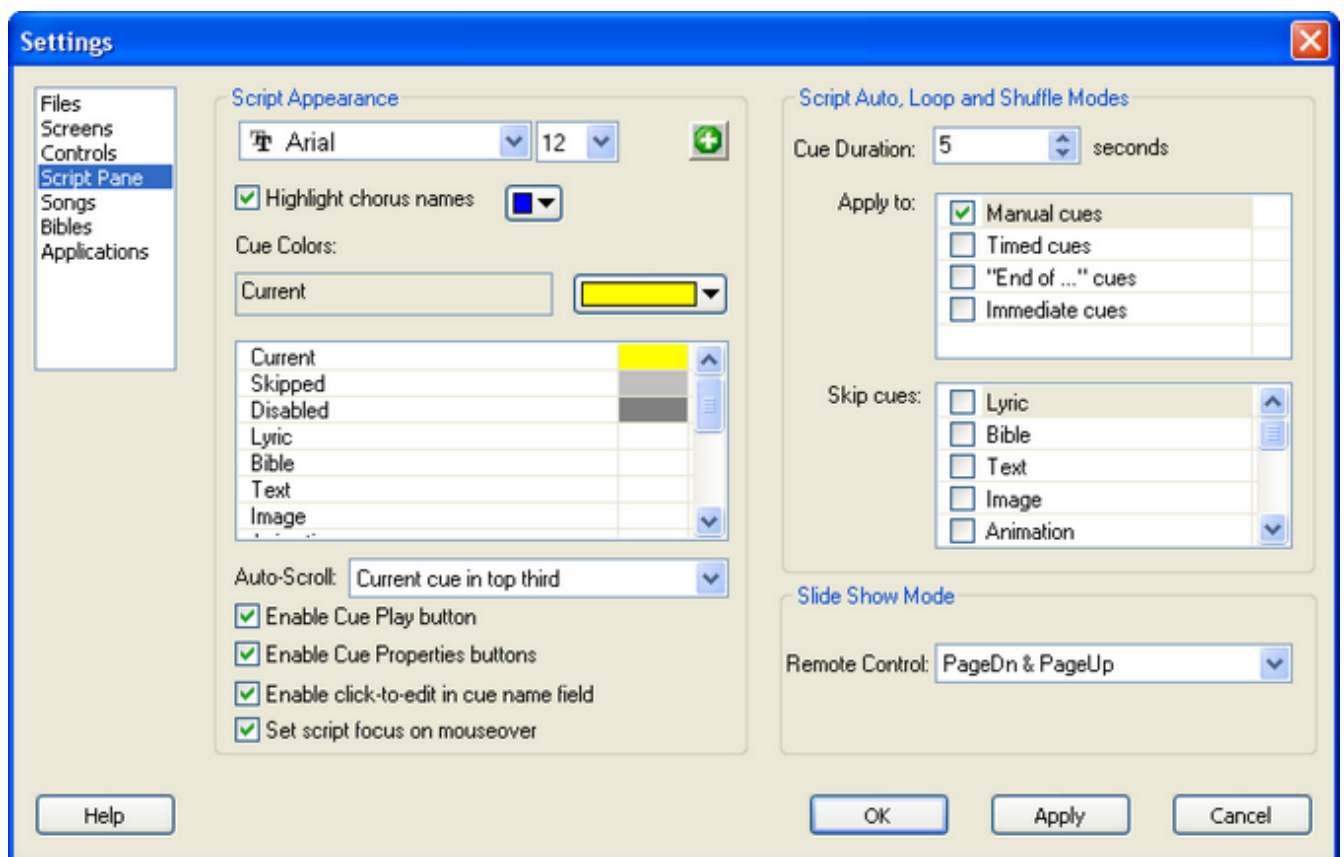 Settings
Files
Screens
Controls
Script Pane
Songs
Bibles
Applications
Script Appearance
Arial
12
Highlight chorus names
Cue Colors:
Current
Current
Skipped
Disabled
Lyric
Bible
Text
Image
Auto-Scroll: Current cue in top third
Enable Cue Play button
Enable Cue Properties buttons
Enable click-to-edit in cue name field
Set script focus on mouseover
Script Auto, Loop and Shuffle Modes
Cue Duration: 5 seconds
Apply to: Manual cues
Timed cues
"End of ..." cues
Immediate cues
Skip cues: Lyric
Bible
Text
Image
Animation
Slide Show Mode
Remote Control: PageDn & PageUp
Help
OK
Apply
Cancel